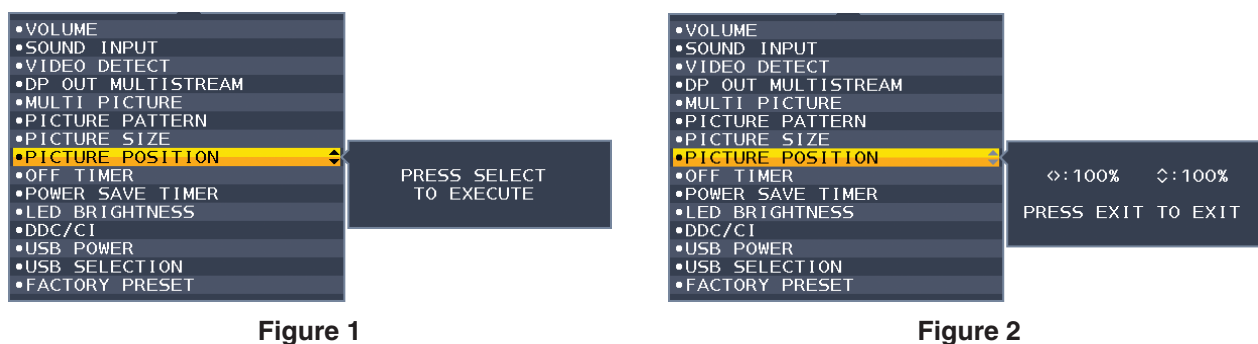 •VOLUME
•SOUND INPUT
•VIDEO DETECT
•DP OUT MULTISTREAM
•MULTI PICTURE
•PICTURE PATTERN
•PICTURE SIZE
•PICTURE POSITION
•OFF TIMER
•POWER SAVE TIMER
•LED BRIGHTNESS
•DDC/CI
•USB POWER
•USB SELECTION
•FACTORY PRESET
PRESS SELECT
TO EXECUTE
Figure 1
•VOLUME
•SOUND INPUT
•VIDEO DETECT
•DP OUT MULTISTREAM
•MULTI PICTURE
•PICTURE PATTERN
•PICTURE SIZE
•PICTURE POSITION
•OFF TIMER
•POWER SAVE TIMER
•LED BRIGHTNESS
•DDC/CI
•USB POWER
•USB SELECTION
•FACTORY PRESET
:100% :100%
PRESS EXIT TO EXIT
Figure 2